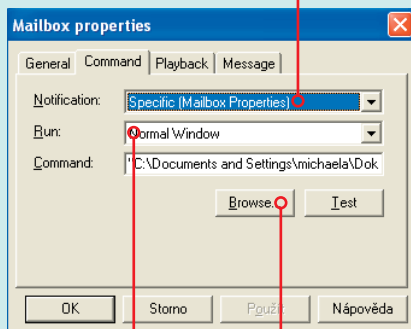 Mailbox properties
General Command Playback Message
Notification: Specific (Mailbox Properties)
Run: Normal Window
Command: "C:\Documents and Settings\michaela\Dok
Browse... Test
OK Storno Použít Nápověda